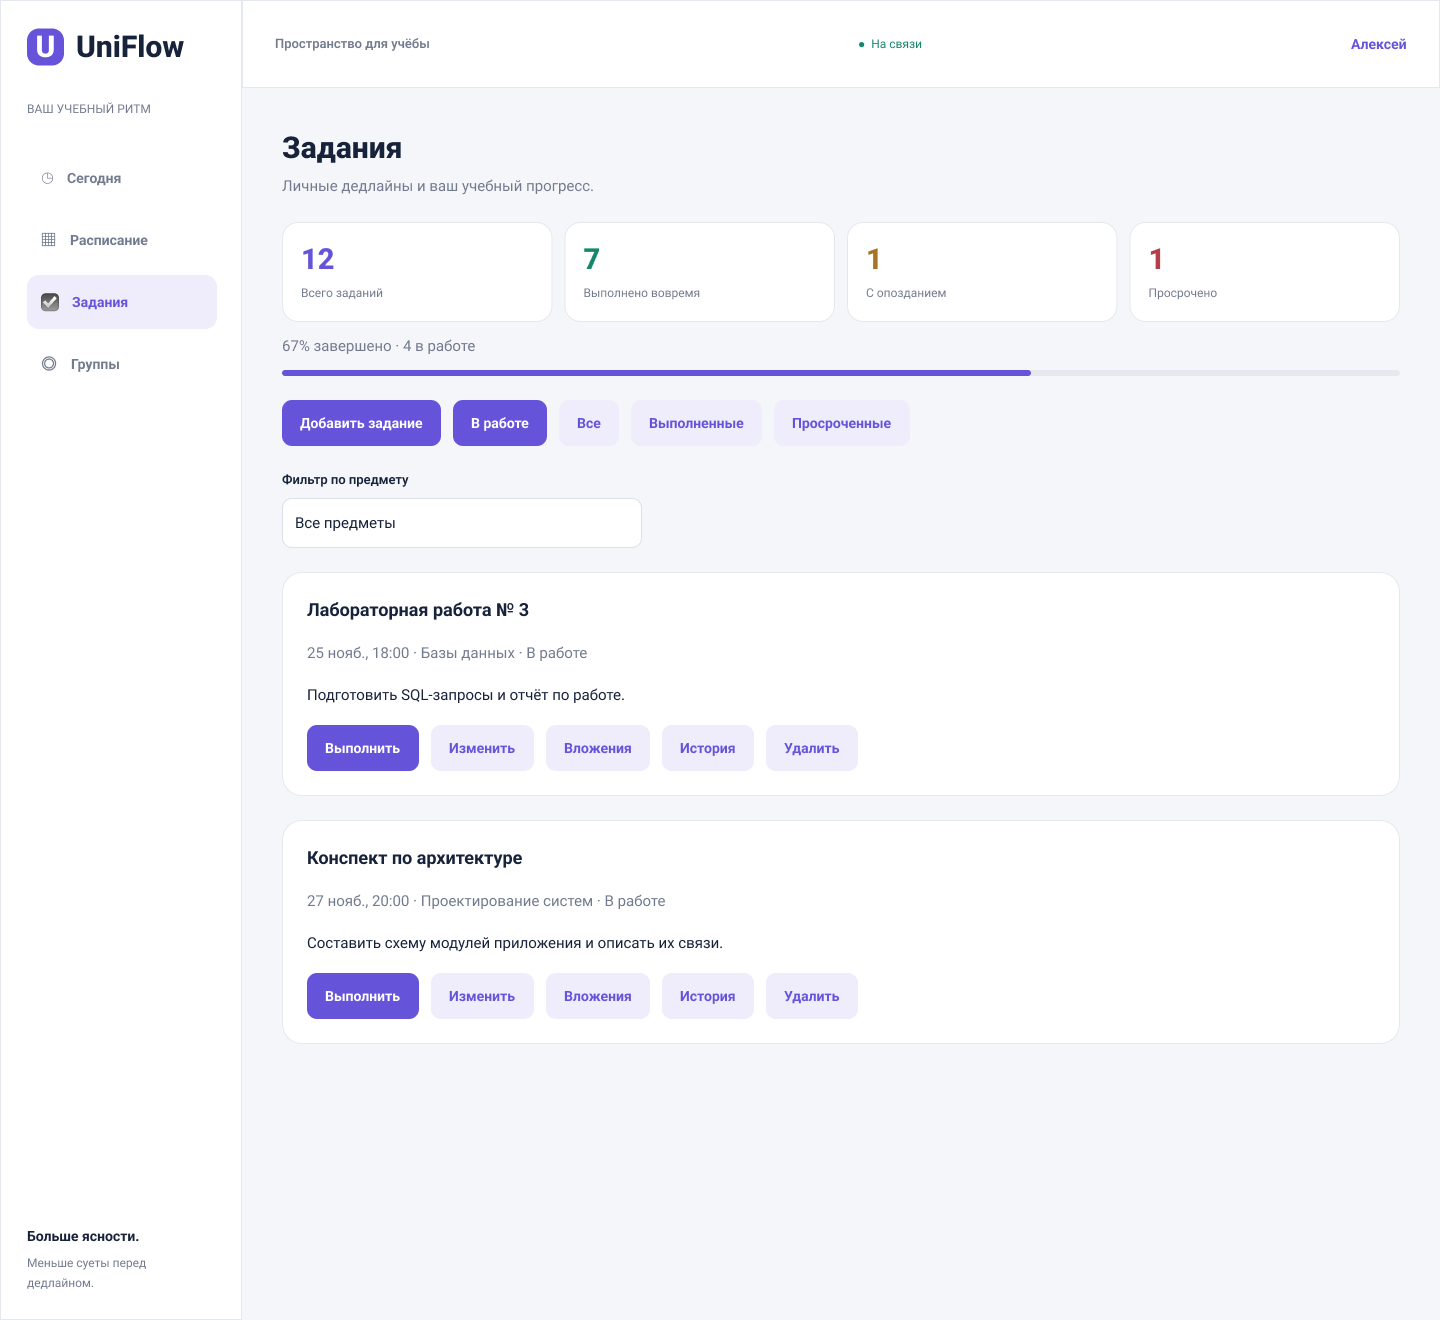 U UniFlow
ВАШ УЧЕБНЫЙ РИТМ
Сегодня
Расписание
Задания
Группы
Больше ясности.
Меньше суеты перед
дедлайном.
Пространство для учёбы
На связи
Алексей
Задания
Личные дедлайны и ваш учебный прогресс.
12
Всего заданий
7
Выполнено вовремя
1
С опозданием
1
Просрочено
67% завершено · 4 в работе
Добавить задание
В работе
Все
Выполненные
Просроченные
Фильтр по предмету
Все предметы
Лабораторная работа № 3
25 нояб., 18:00 · Базы данных · В работе
Подготовить SQL-запросы и отчёт по работе.
Выполнить
Изменить
Вложения
История
Удалить
Конспект по архитектуре
27 нояб., 20:00 · Проектирование систем · В работе
Составить схему модулей приложения и описать их связи.
Выполнить
Изменить
Вложения
История
Удалить